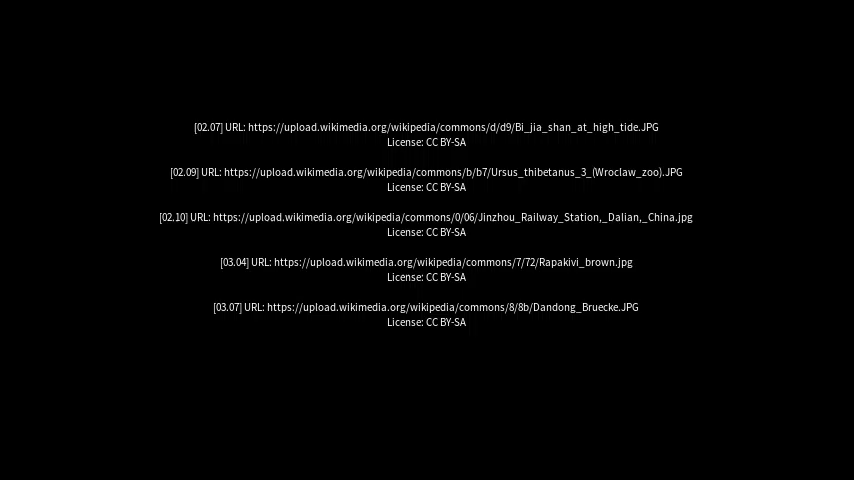 [02.07] URL: https://upload.wikimedia.org/wikipedia/commons/d/d9/Bi_jia_shan_at_high_tide.JPG
License: CC BY-SA
[02.09] URL: https://upload.wikimedia.org/wikipedia/commons/b/b7/Ursus_thibetanus_3_(Wroclaw_zoo).JPG
License: CC BY-SA
[02.10] URL: https://upload.wikimedia.org/wikipedia/commons/0/06/Jinzhou_Railway_Station,_Dalian,_China.jpg
License: CC BY-SA
[03.04] URL: https://upload.wikimedia.org/wikipedia/commons/7/72/Rapakivi_brown.jpg
License: CC BY-SA
[03.07] URL: https://upload.wikimedia.org/wikipedia/commons/8/8b/Dandong_Bruecke.JPG
License: CC BY-SA